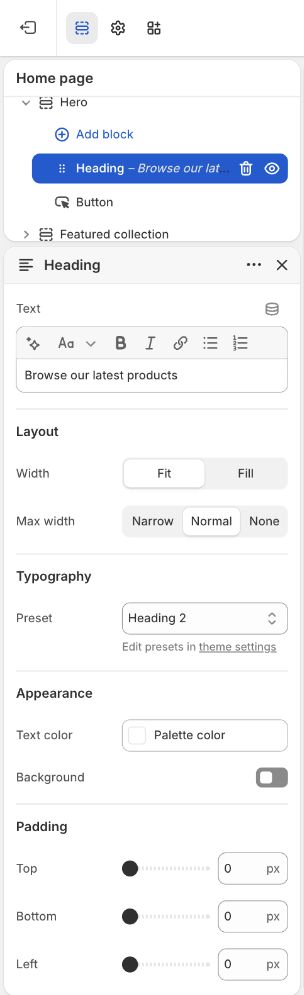 Home page
Hero
Add block
Heading – Browse our lat...
Button
Featured collection
Heading
Text
Aa B I
Browse our latest products
Layout
Width Fit Fill
Max width Narrow Normal None
Typography
Preset Heading 2
Edit presets in theme settings
Appearance
Text color Palette color
Background
Padding
Top 0 px
Bottom 0 px
Left 0 px